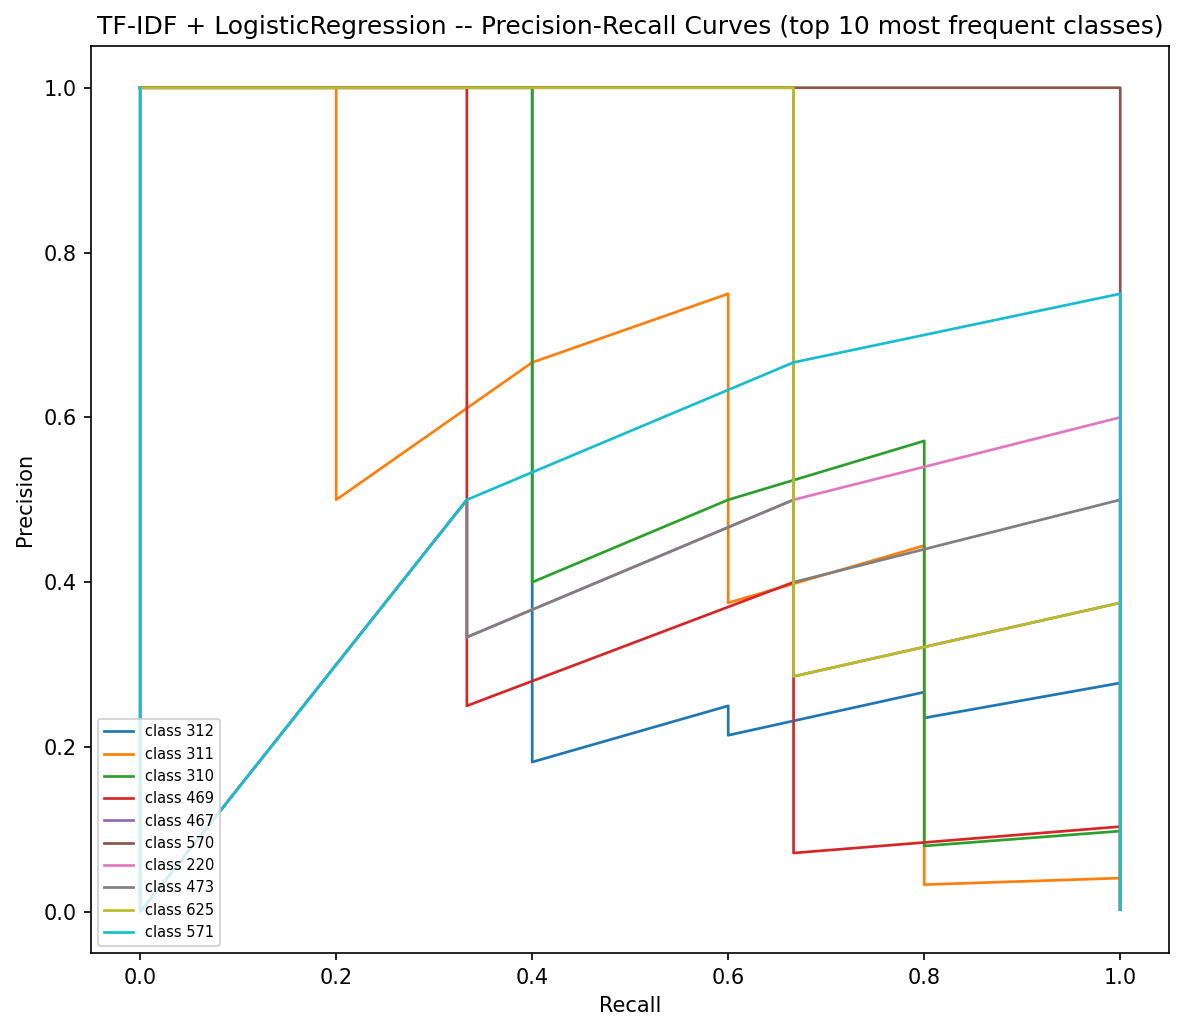 TF-IDF + LogisticRegression -- Precision-Recall Curves (top 10 most frequent classes)
Precision
1.0
0.8
0.6
0.4
0.2
0.0
class 312
class 311
class 310
class 469
class 467
class 570
class 220
class 473
class 625
class 571
0.0 0.2 0.4 0.6 0.8 1.0
Recall